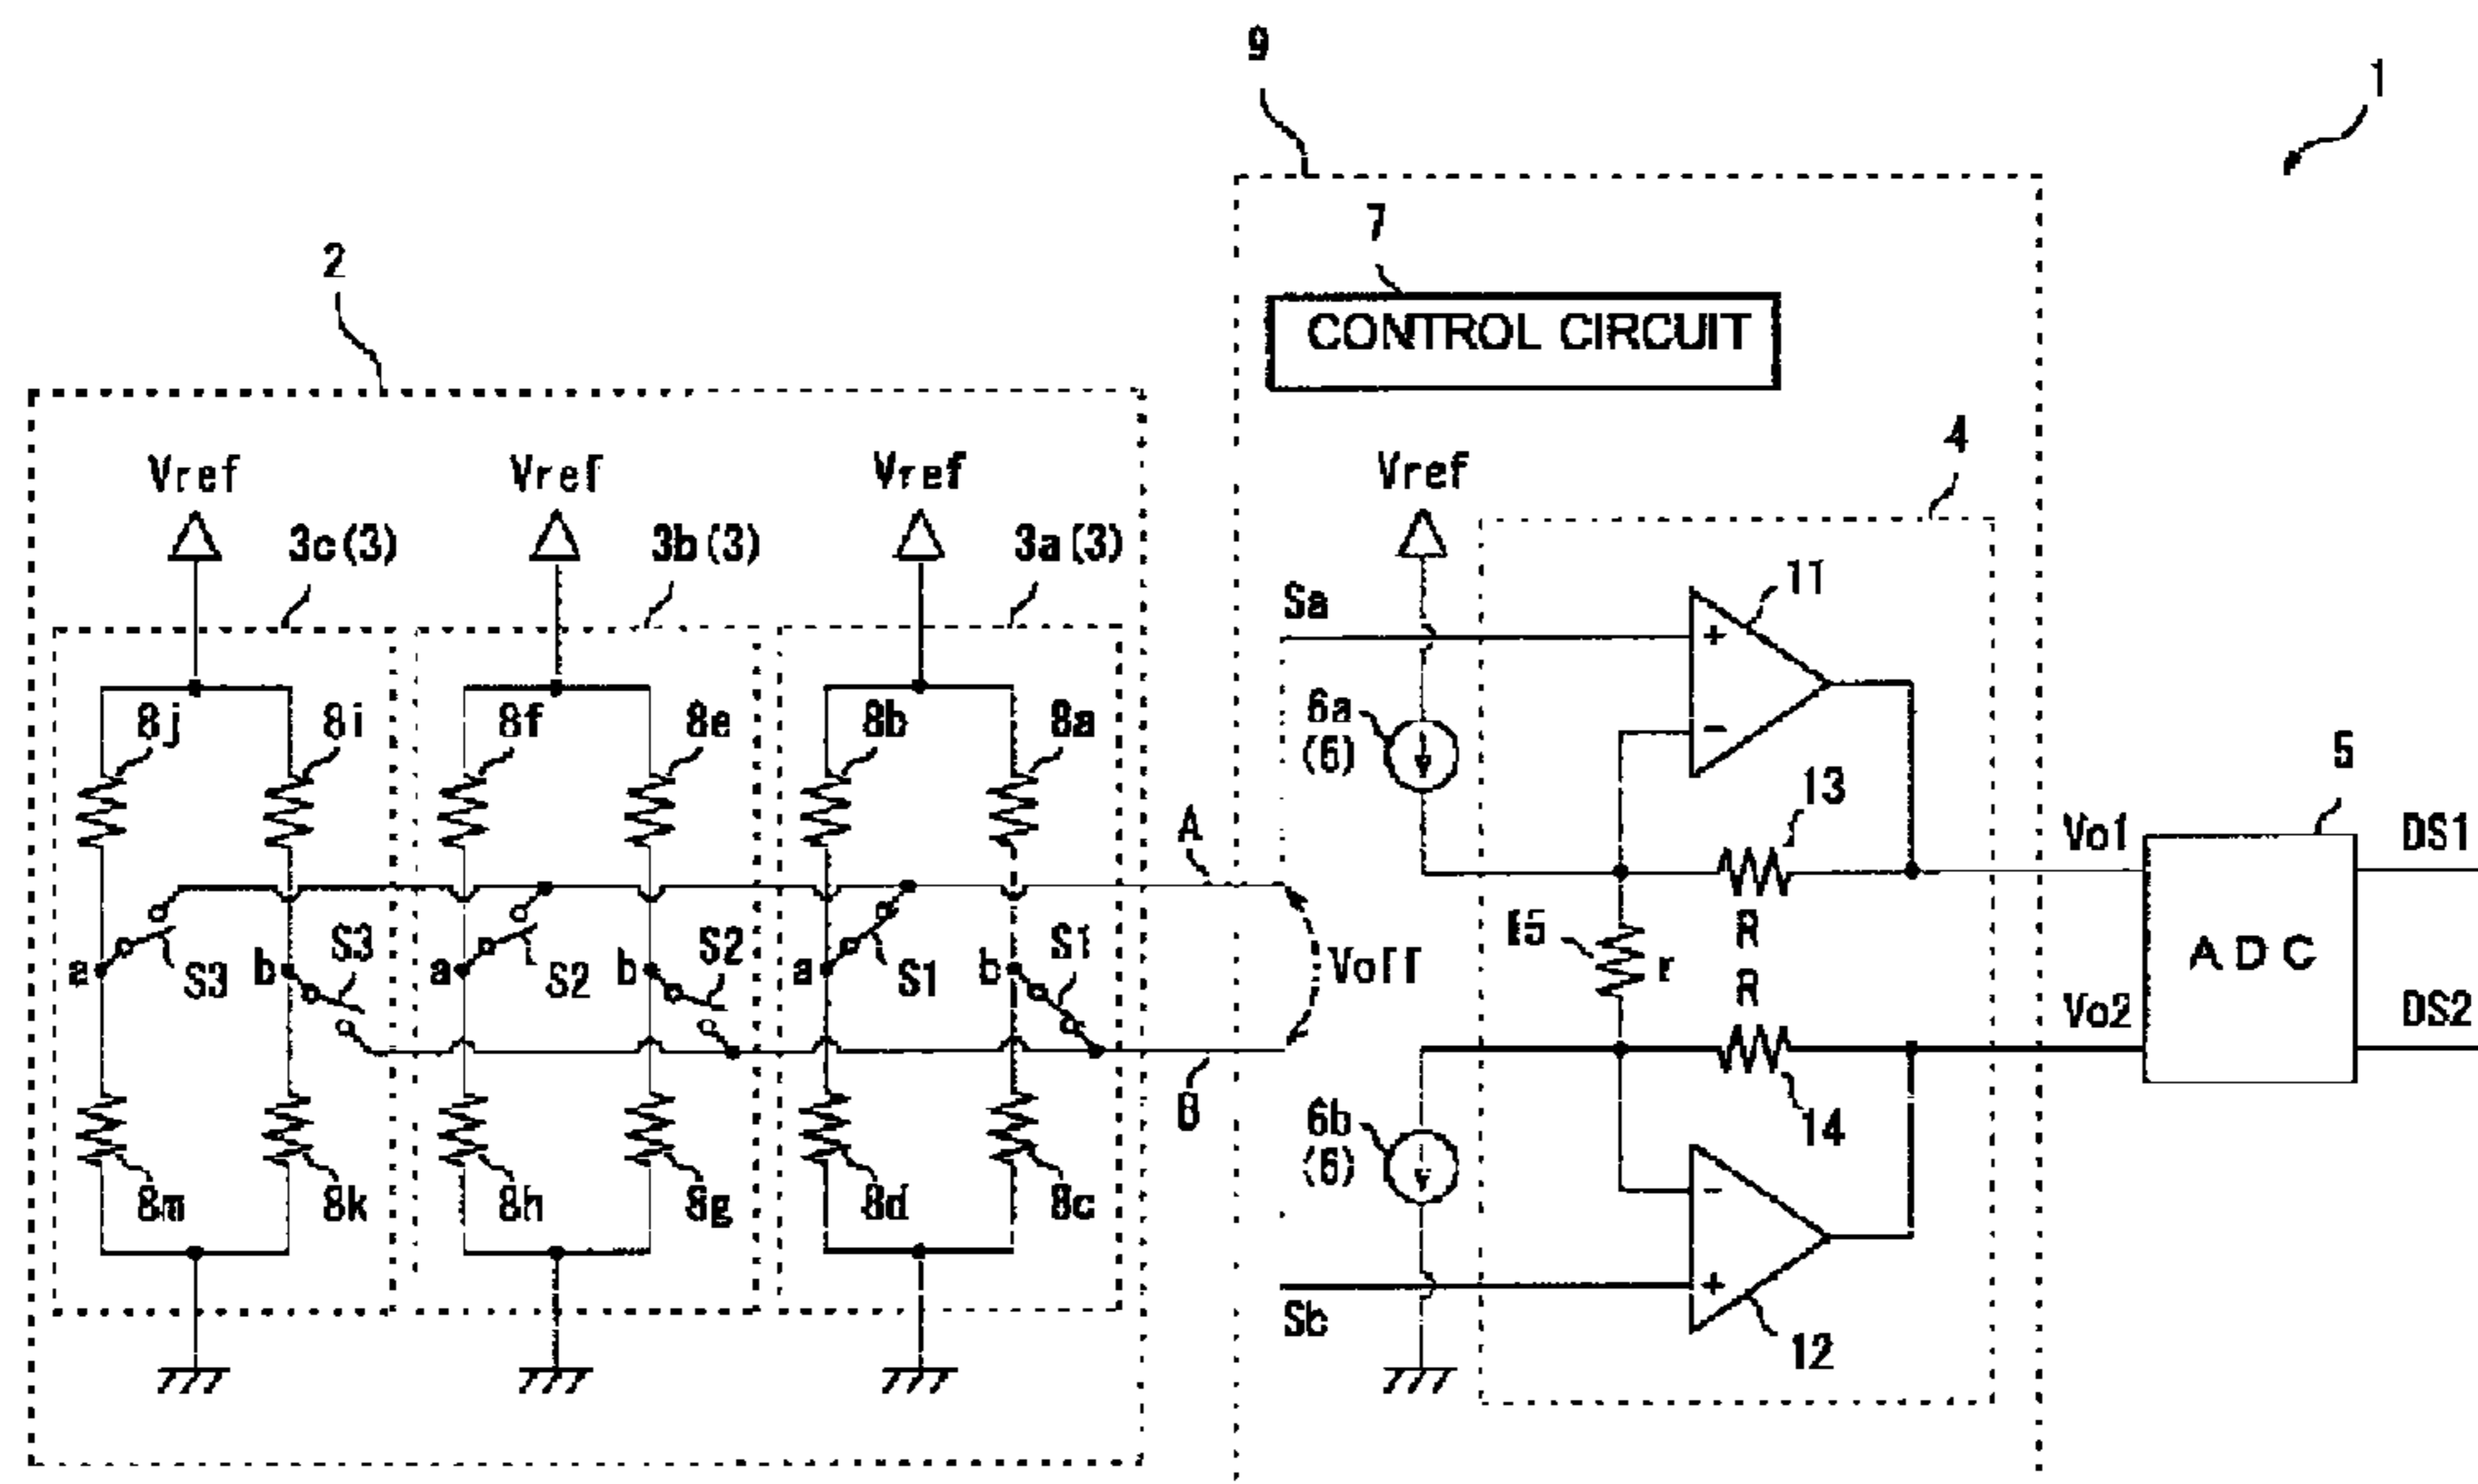 9
1
7
CONTROL CIRCUIT
2
4
Vref
Vref
Vref
Vref
3c(3)
3b(3)
3a(3)
Sa
11
+
8j
8i
8f
8e
8b
8a
6a
(6)
-
13
5
A
Vo1
DS1
R
15
r
R
ADC
a
S3
b
S3
a
S2
b
S2
a
S1
b
S1
Voff
Vo2
DS2
B
6b
(6)
14
8m
8k
8h
8g
8d
8c
-
+
Sb
12